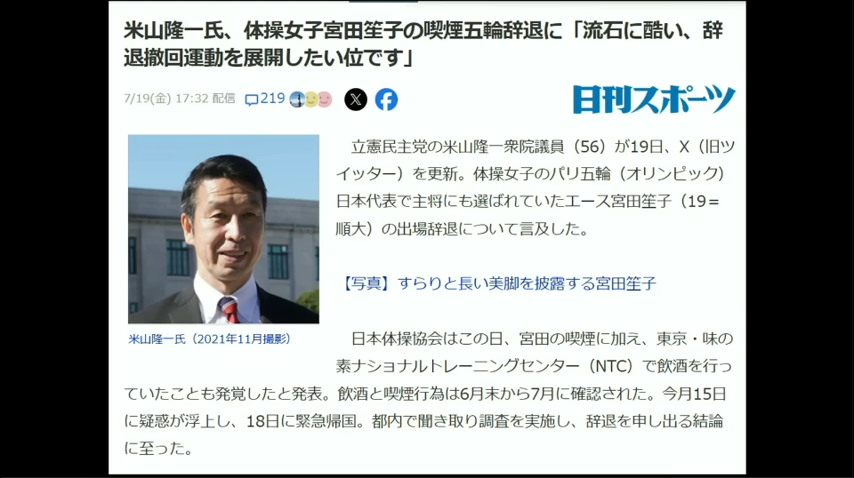 米山隆一氏、体操女子宮田笙子の喫煙五輪辞退に「流石に酷い、辞
退撤回運動を展開したい位です」
7/19(金) 17:32 配信 219
日刊スポーツ
立憲民主党の米山隆一衆院議員（56）が19日、X（旧ツ
イッター）を更新。体操女子のパリ五輪（オリンピック）
日本代表で主将にも選ばれていたエース宮田笙子（19＝
順大）の出場辞退について言及した。
【写真】すらりと長い美脚を披露する宮田笙子
米山隆一氏（2021年11月撮影）
日本体操協会はこの日、宮田の喫煙に加え、東京・味の
素ナショナルトレーニングセンター（NTC）で飲酒を行っ
ていたことも発覚したと発表。飲酒と喫煙行為は6月末から7月に確認された。今月15日
に疑惑が浮上し、18日に緊急帰国。都内で聞き取り調査を実施し、辞退を申し出る結論
に至った。